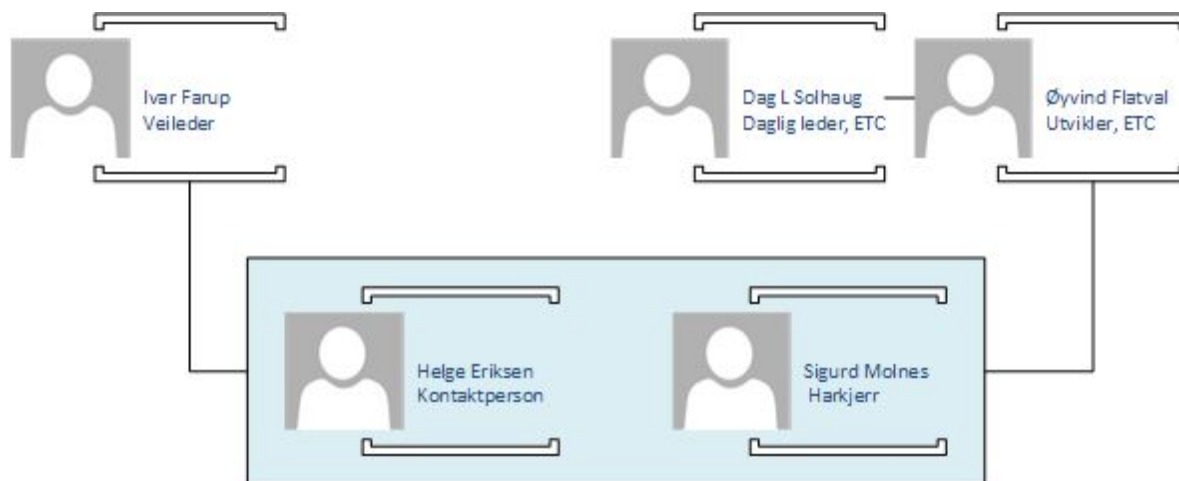 Ivar Farup
Veileder
Dag L Solhaug
Daglig leder, ETC
Øyvind Flatval
Utvikler, ETC
Helge Eriksen
Kontaktperson
Sigurd Molnes
Harkjerr